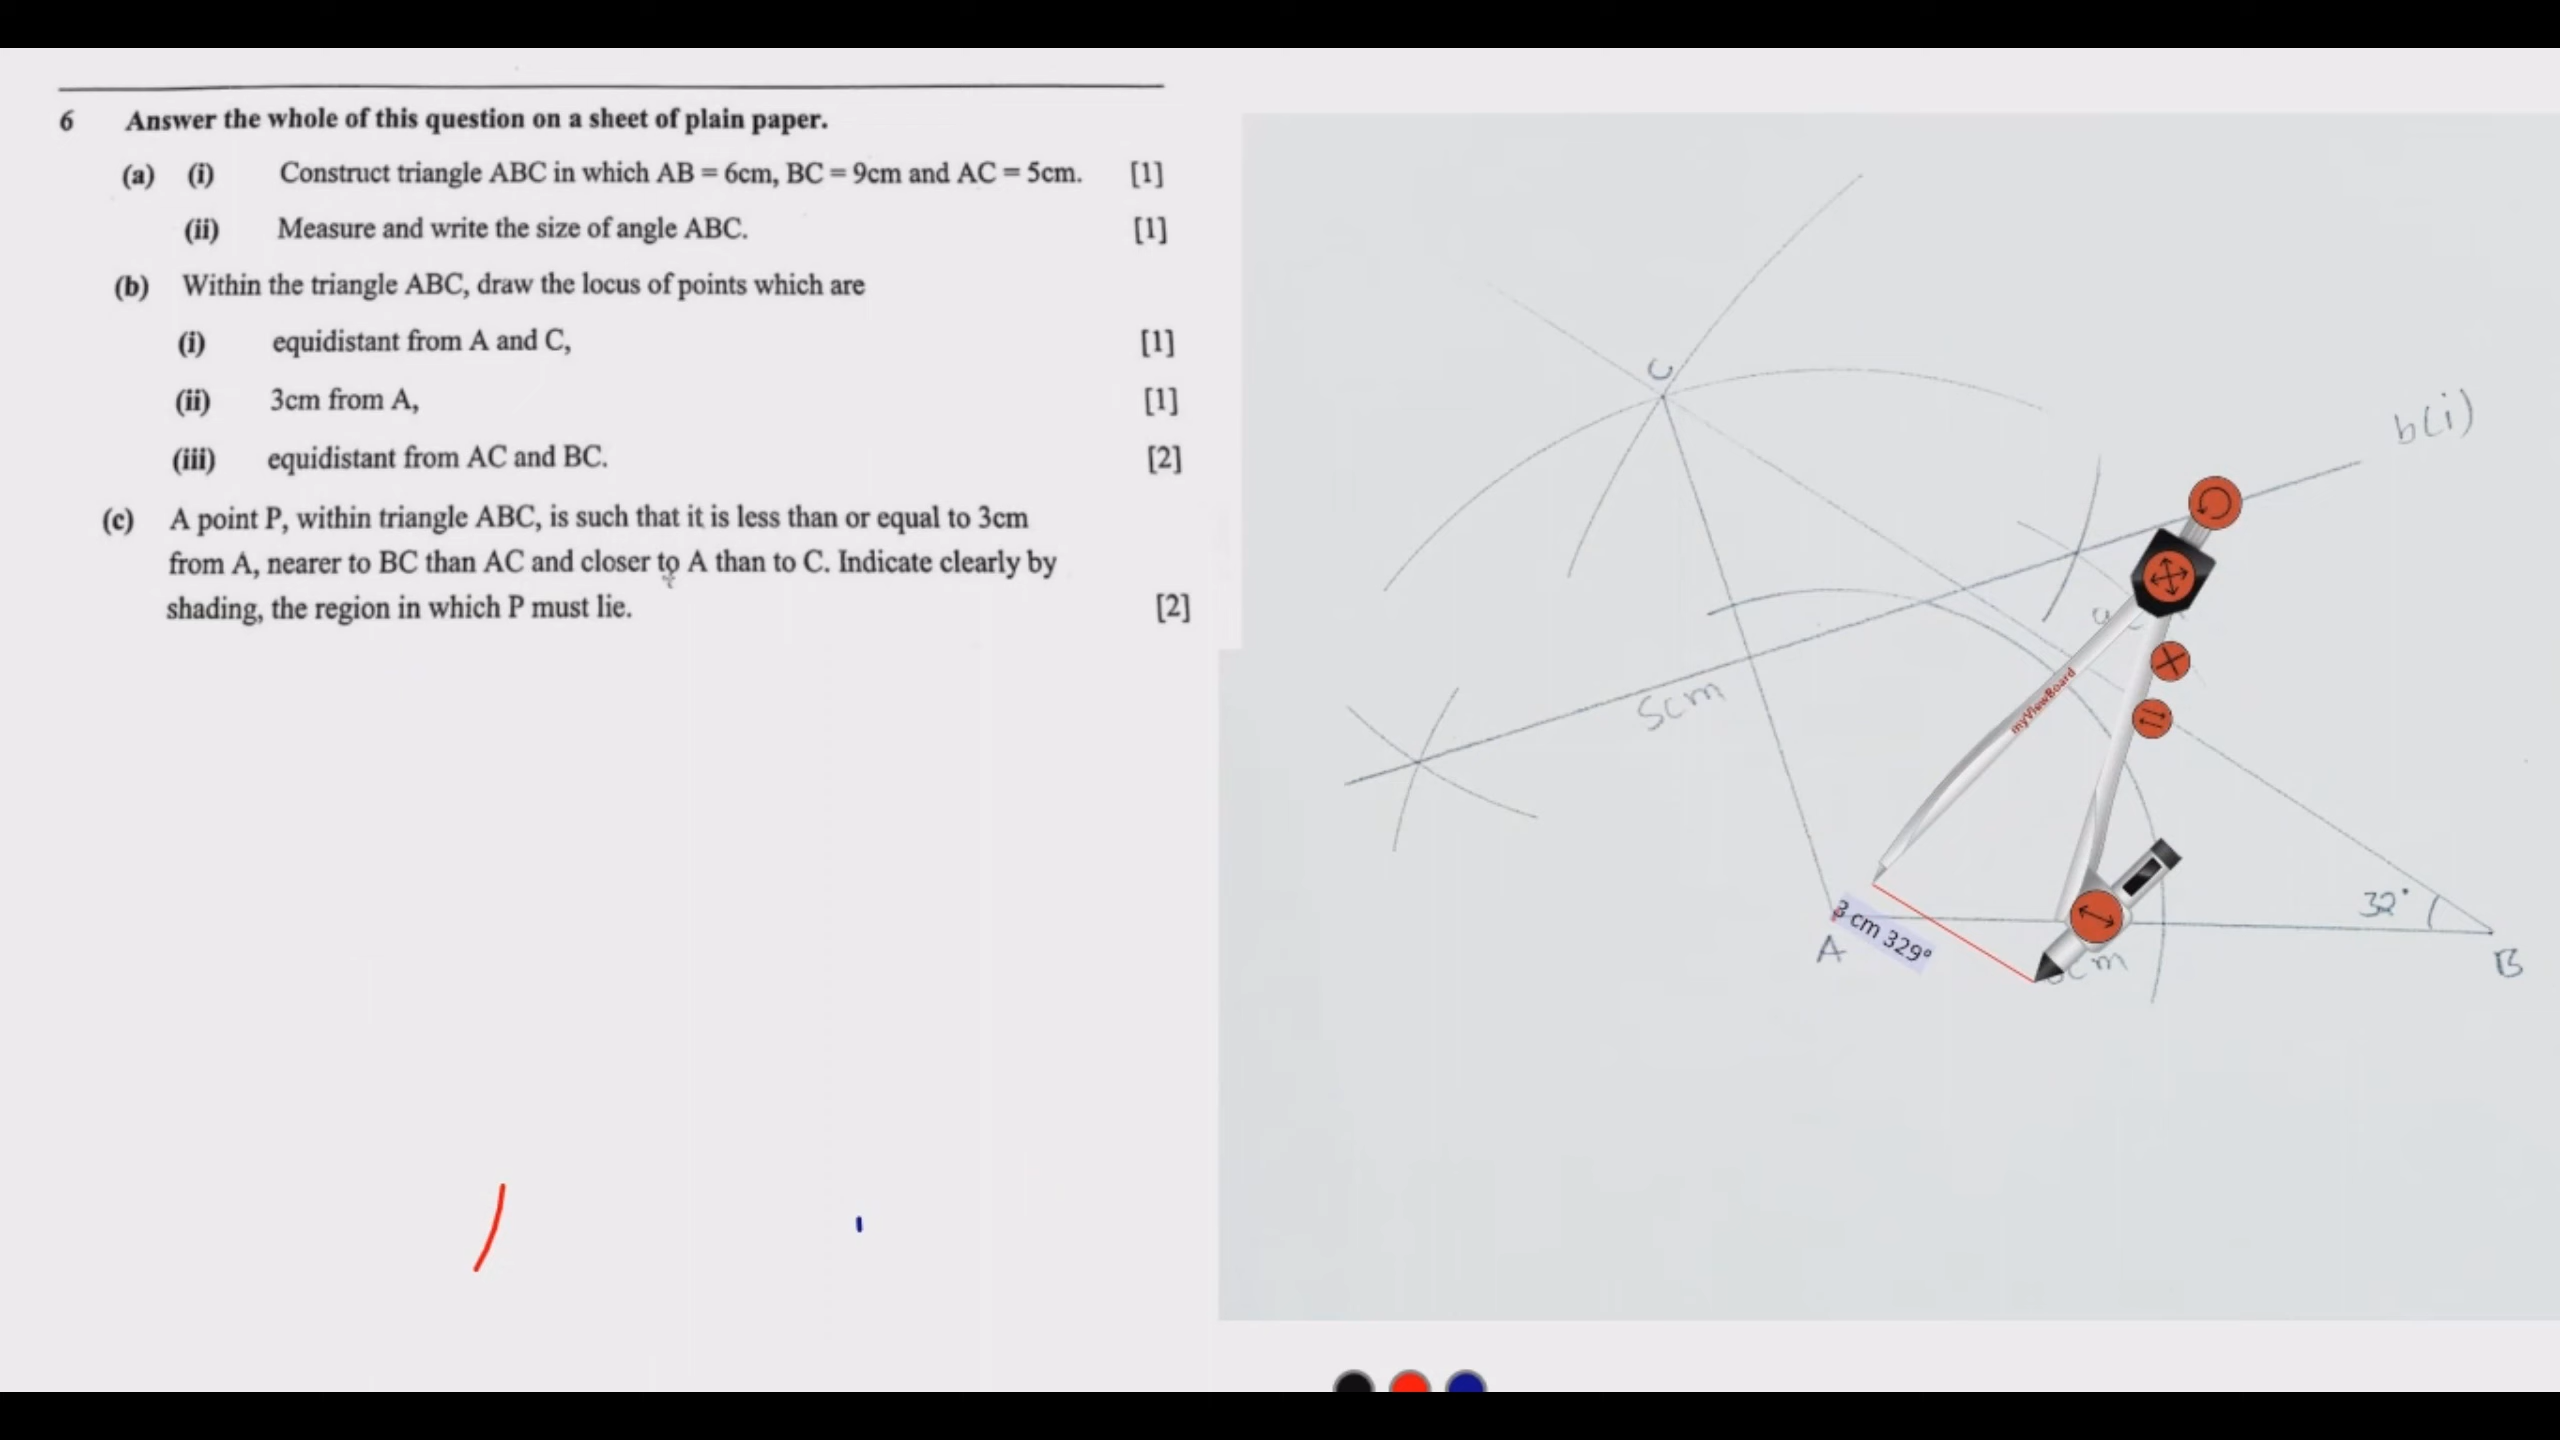 6 Answer the whole of this question on a sheet of plain paper.
(a) (i) Construct triangle ABC in which AB = 6cm, BC = 9cm and AC = 5cm. [1]
(ii) Measure and write the size of angle ABC. [1]
(b) Within the triangle ABC, draw the locus of points which are
(i) equidistant from A and C, [1]
(ii) 3cm from A, [1]
(iii) equidistant from AC and BC. [2]
(c) A point P, within triangle ABC, is such that it is less than or equal to 3cm
from A, nearer to BC than AC and closer to A than to C. Indicate clearly by
shading, the region in which P must lie. [2]
C
b(i)
5cm
myViewBoard
32°
3 cm 329°
A
cm
B